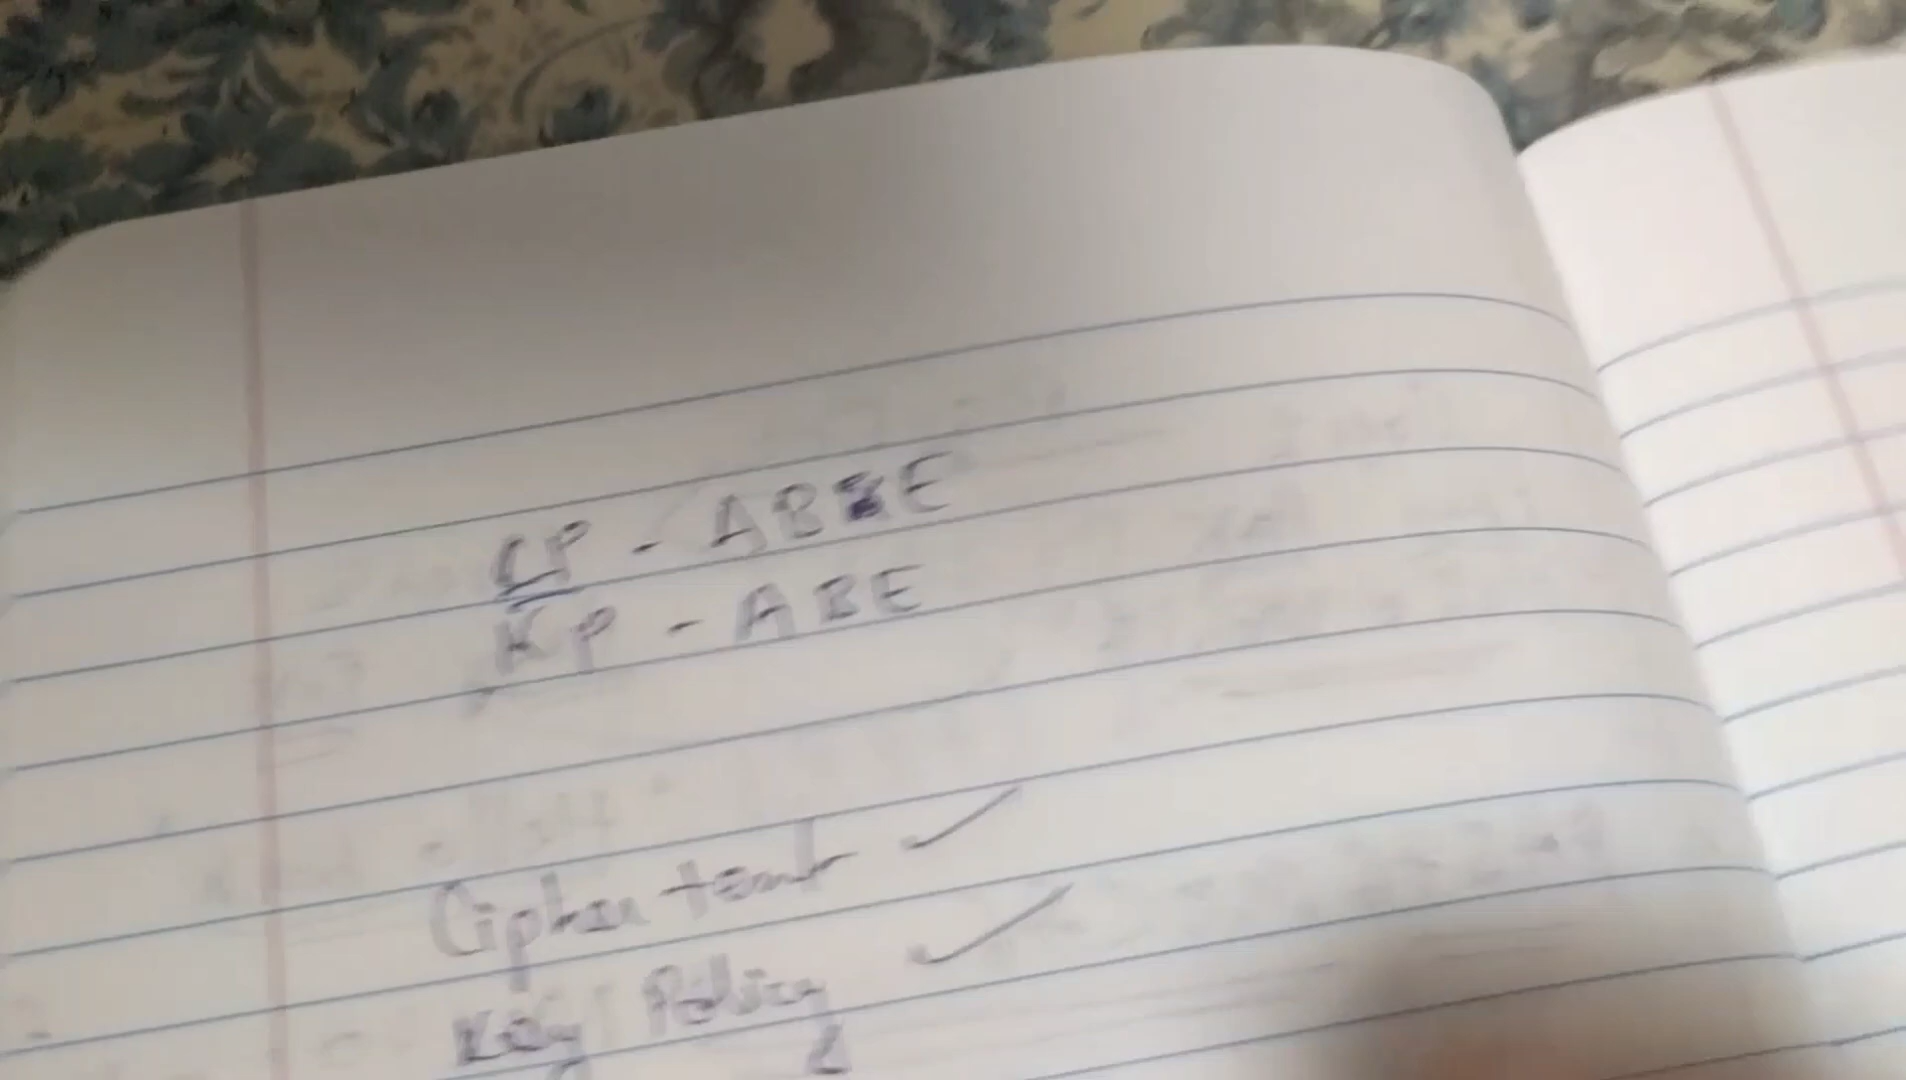 CP - ABE
KP - ABE
Ciphertext ✓
Key Policy ✓